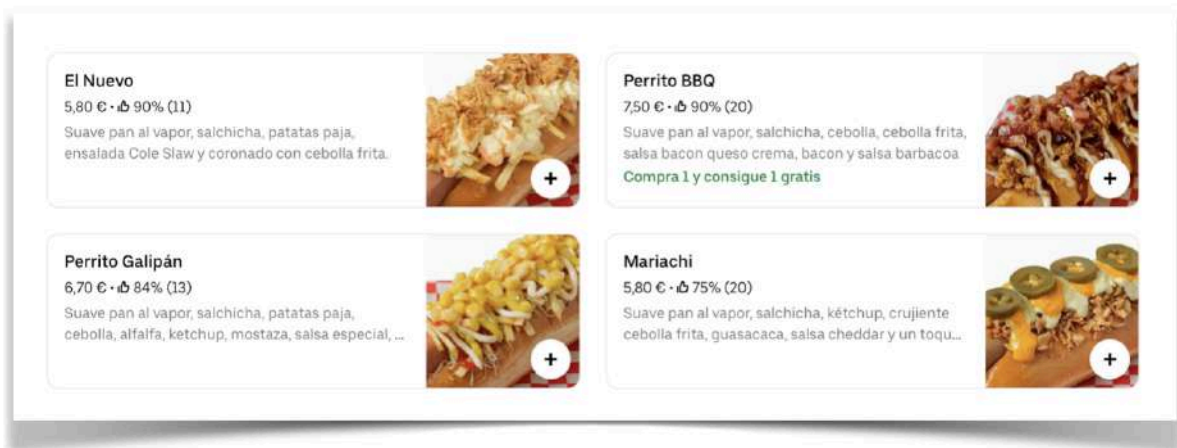 El Nuevo
5,80 € · 90% (11)
Suave pan al vapor, salchicha, patatas paja,
ensalada Cole Slaw y coronado con cebolla frita.
Perrito BBQ
7,50 € · 90% (20)
Suave pan al vapor, salchicha, cebolla, cebolla frita,
salsa bacon queso crema, bacon y salsa barbacoa
Compra 1 y consigue 1 gratis
Perrito Galipán
6,70 € · 84% (13)
Suave pan al vapor, salchicha, patatas paja,
cebolla, alfalfa, ketchup, mostaza, salsa especial, ...
Mariachi
5,80 € · 75% (20)
Suave pan al vapor, salchicha, kétchup, crujiente
cebolla frita, guasacaca, salsa cheddar y un toqu...